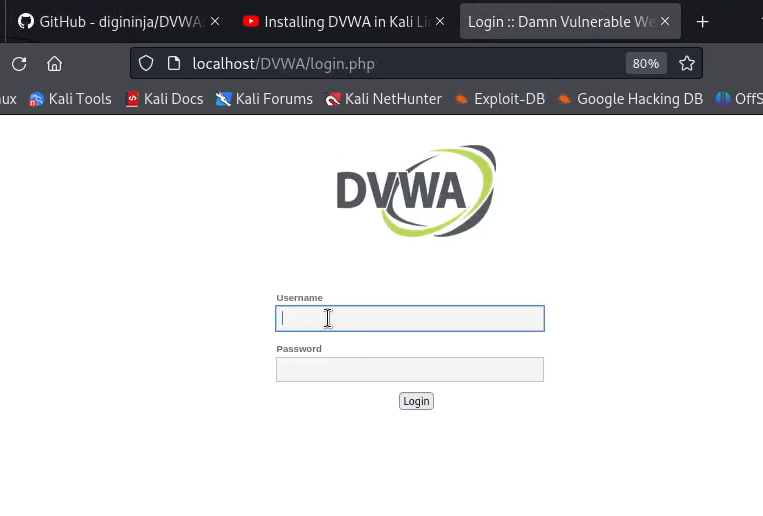 GitHub - digininja/DVWA: Installing DVWA in Kali Li Login :: Damn Vulnerable We
localhost/DVWA/login.php 80%
ux Kali Tools Kali Docs Kali Forums Kali NetHunter Exploit-DB Google Hacking DB OffS
DVWA
Username
Password
Login